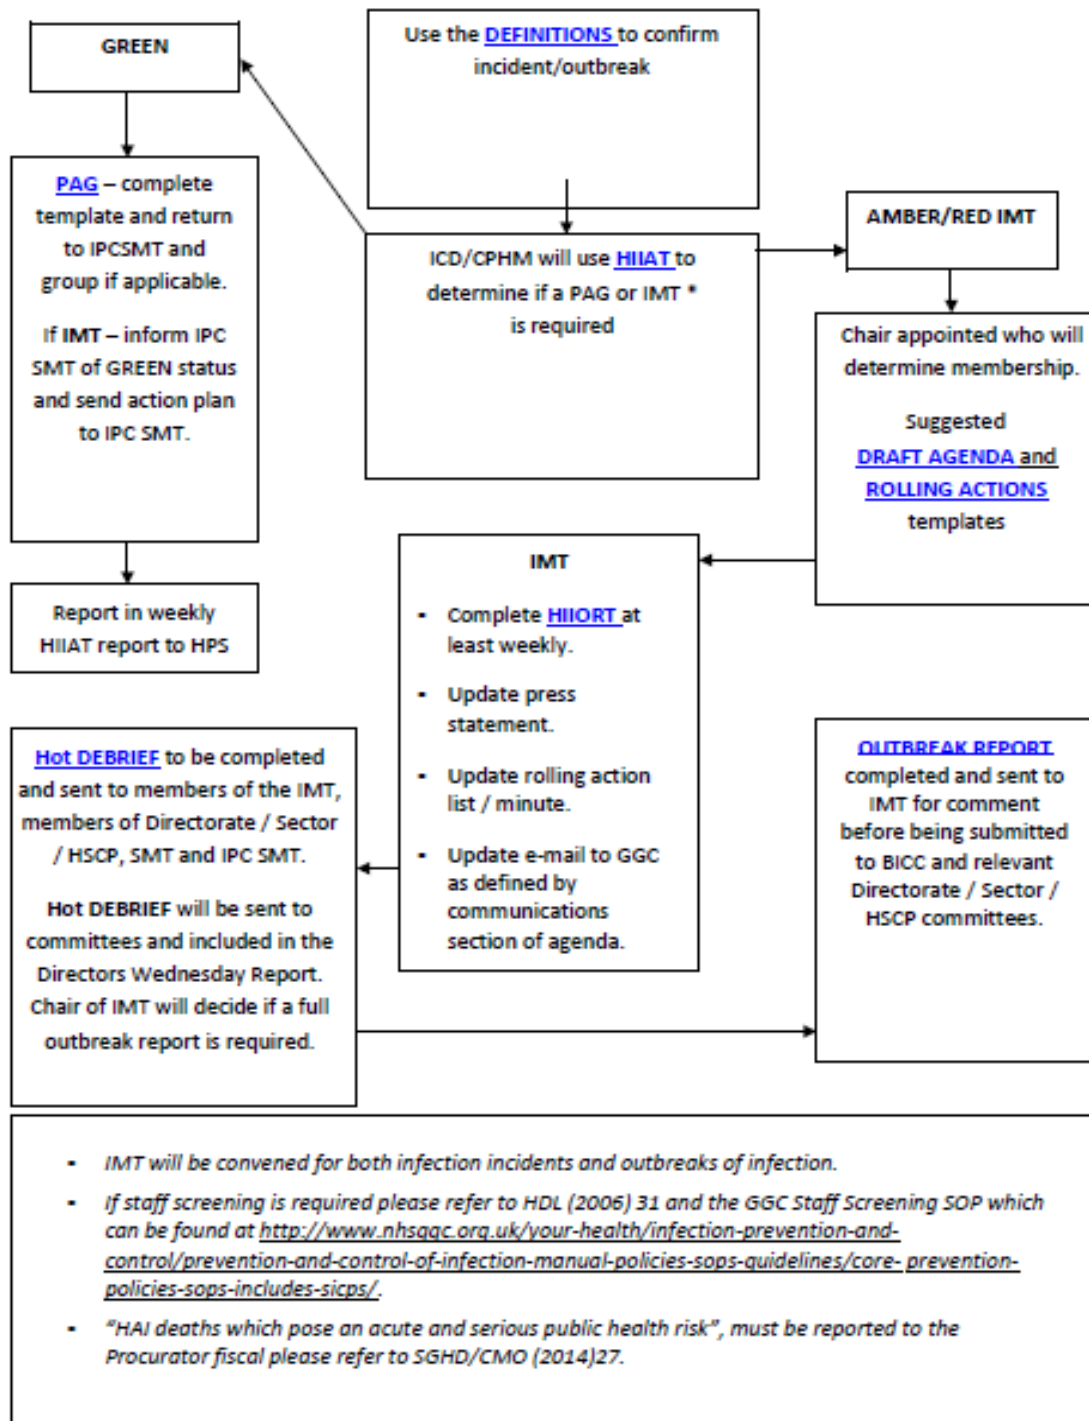 GREEN
Use the DEFINITIONS to confirm
incident/outbreak
PAG – complete
template and return
to IPCSMT and
group if applicable.
If IMT – inform IPC
SMT of GREEN status
and send action plan
to IPC SMT.
ICD/CPHM will use HIIAT to
determine if a PAG or IMT *
is required
AMBER/RED IMT
Chair appointed who will
determine membership.
Suggested
DRAFT AGENDA and
ROLLING ACTIONS
templates
Report in weekly
HIIAT report to HPS
IMT
▪ Complete HIIORT at
least weekly.
▪ Update press
statement.
▪ Update rolling action
list / minute.
▪ Update e-mail to GGC
as defined by
communications
section of agenda.
Hot DEBRIEF to be completed
and sent to members of the IMT,
members of Directorate / Sector
/ HSCP, SMT and IPC SMT.
Hot DEBRIEF will be sent to
committees and included in the
Directors Wednesday Report.
Chair of IMT will decide if a full
outbreak report is required.
OUTBREAK REPORT
completed and sent to
IMT for comment
before being submitted
to BICC and relevant
Directorate / Sector /
HSCP committees.
▪ IMT will be convened for both infection incidents and outbreaks of infection.
▪ If staff screening is required please refer to HDL (2006) 31 and the GGC Staff Screening SOP which
can be found at http://www.nhsggc.org.uk/your-health/infection-prevention-and-
control/prevention-and-control-of-infection-manual-policies-sops-guidelines/core- prevention-
policies-sops-includes-sicps/.
▪ “HAI deaths which pose an acute and serious public health risk”, must be reported to the
Procurator fiscal please refer to SGHD/CMO (2014)27.